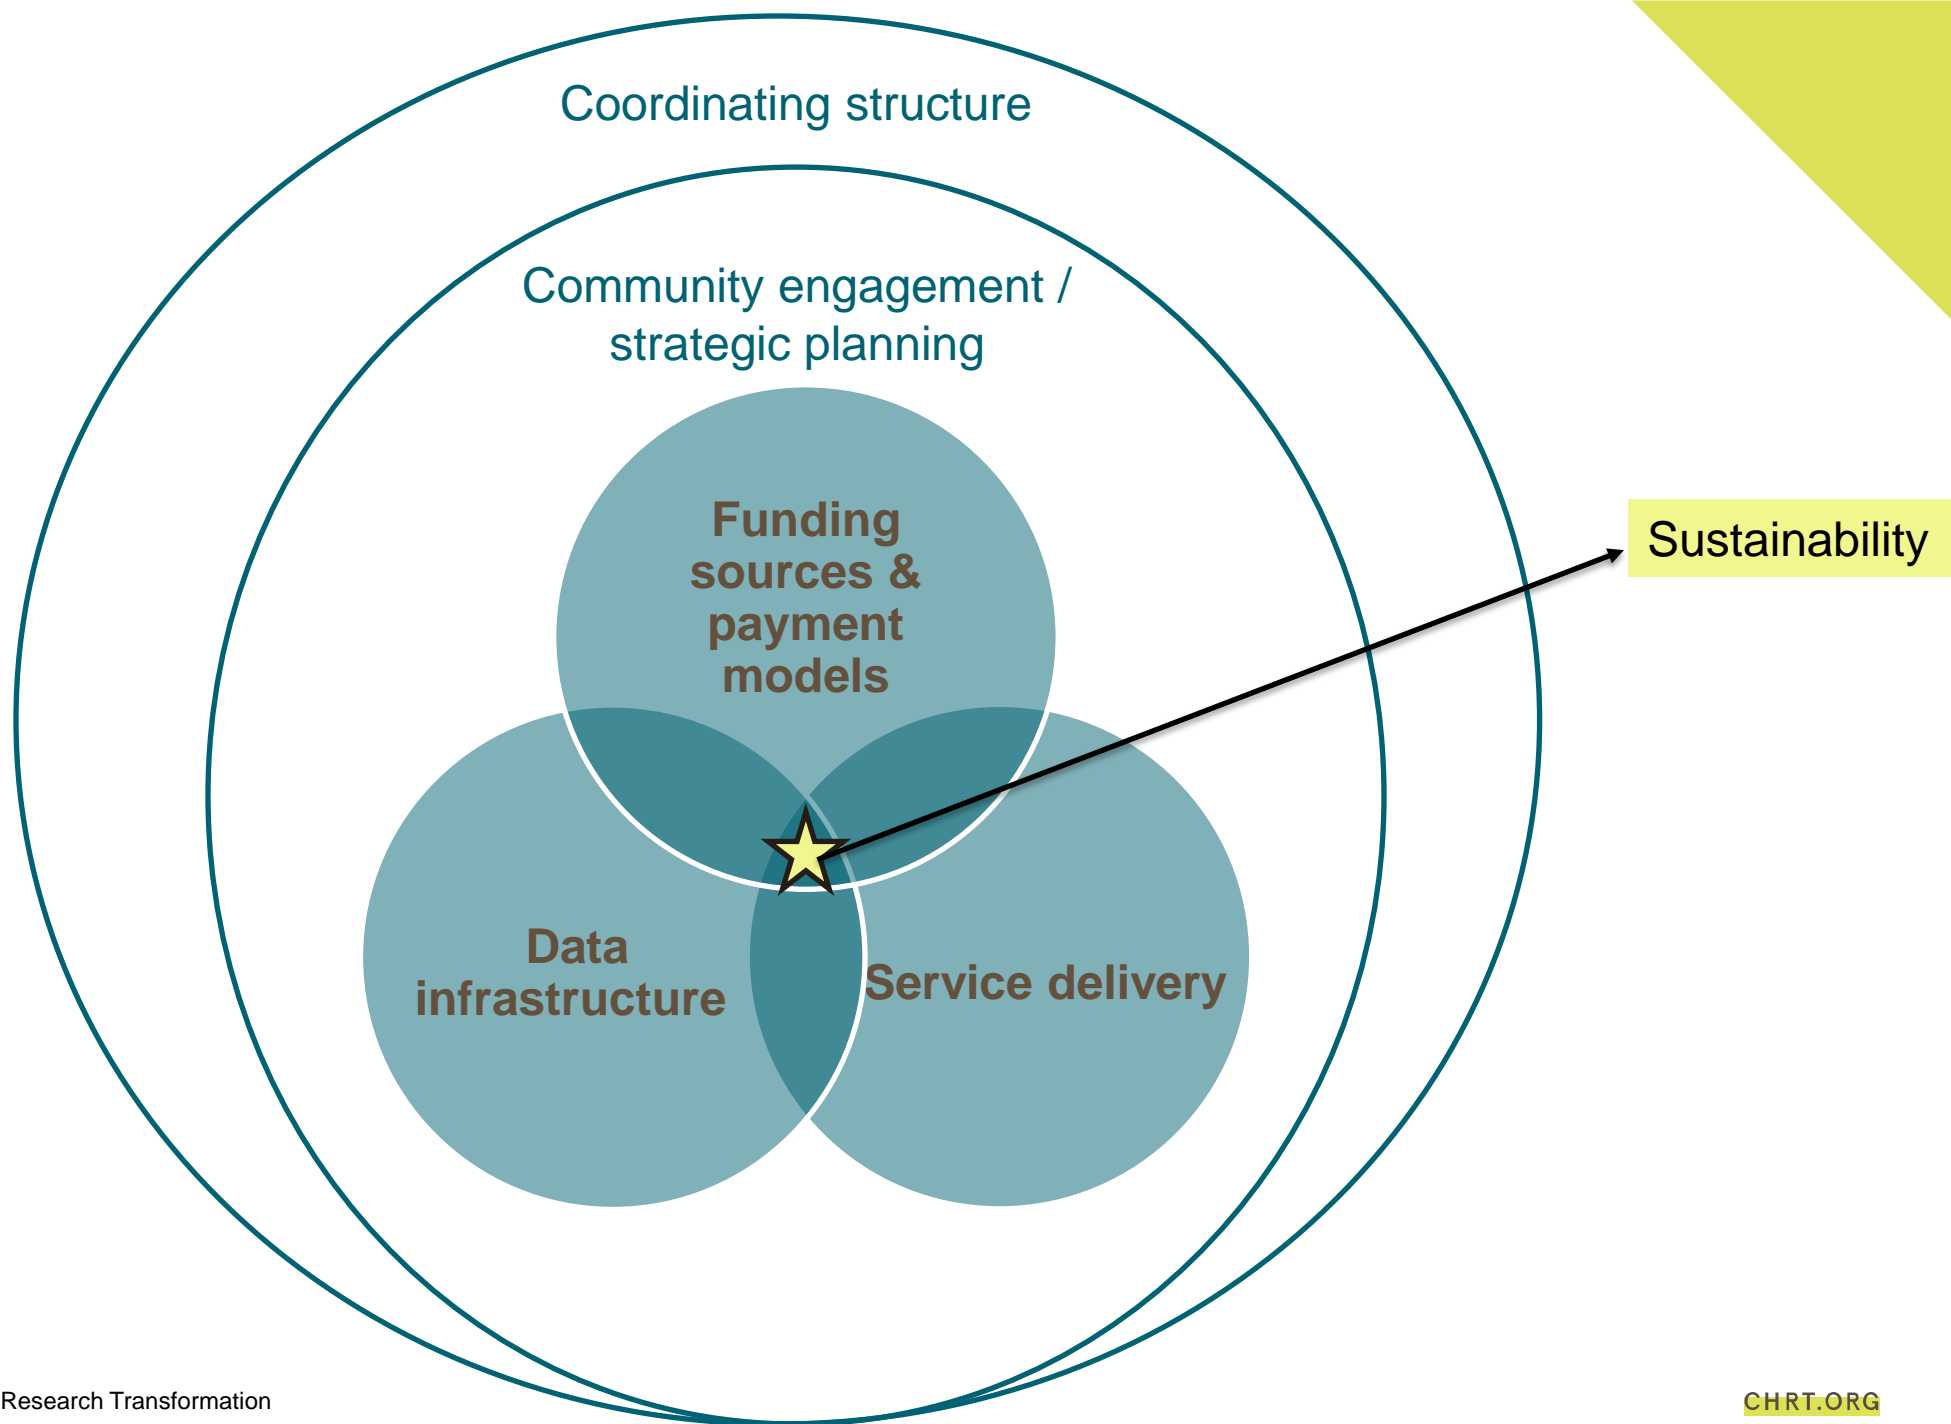 Coordinating structure
Community engagement /
strategic planning
Funding
sources &
payment
models
Sustainability
Data
infrastructure
Service delivery
Research Transformation
CHRT.ORG